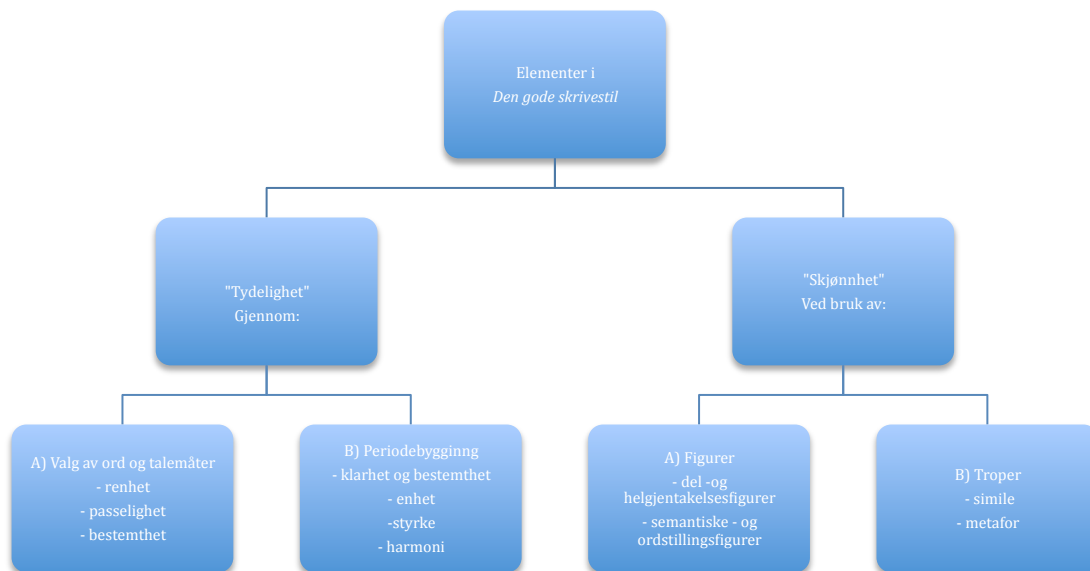 Elementer i
Den gode skrivestil
"Tydelighet"
Gjennom:
"Skjønnhet"
Ved bruk av:
A) Valg av ord og talemåter
- renhet
- passelighet
- bestemthet
B) Periodebygginng
- klarhet og bestemthet
- enhet
-styrke
- harmoni
A) Figurer
- del -og
helgjentakelsesfigurer
- semantiske - og
ordstillingsfigurer
B) Troper
- simile
- metafor